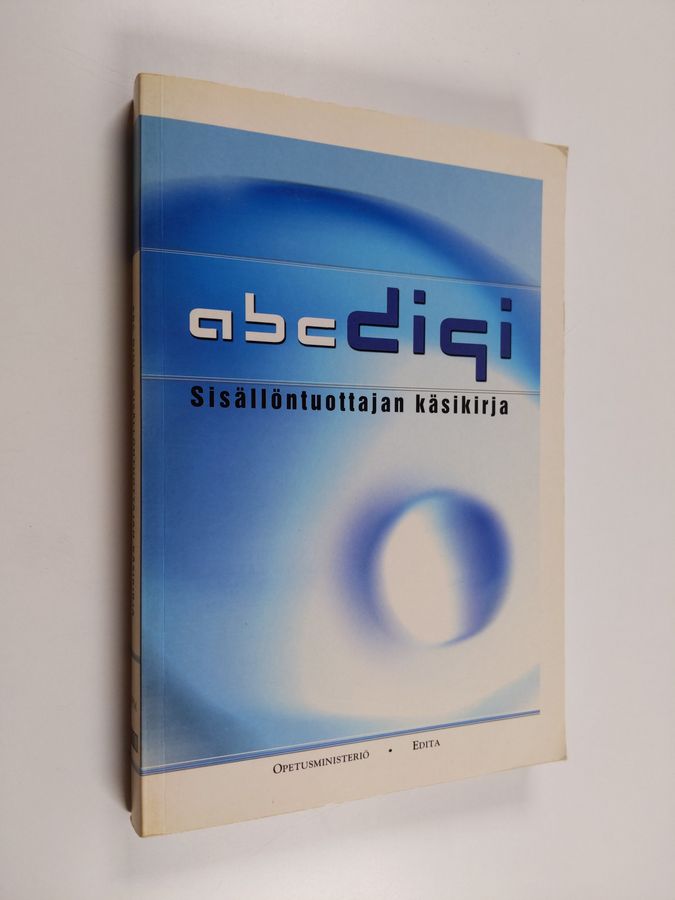 abcdigi
Sisällöntuottajan käsikirja
OPETUSMINISTERIÖ • EDITA